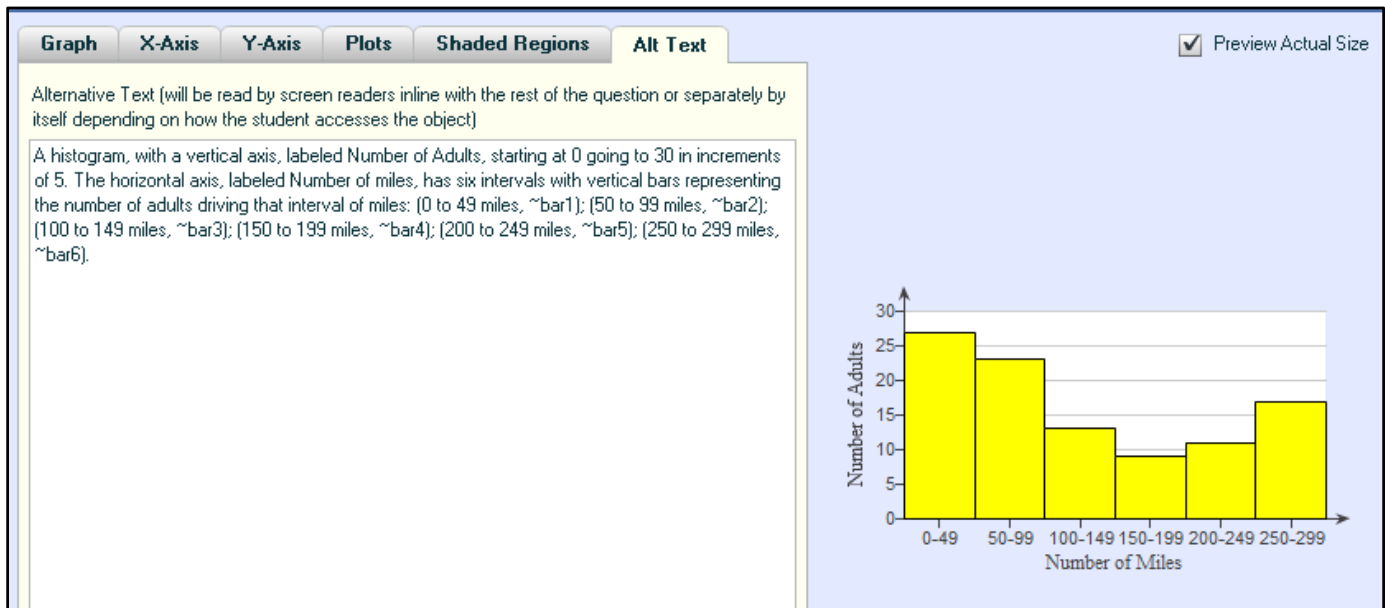 Graph X-Axis Y-Axis Plots Shaded Regions Alt Text
Preview Actual Size
Alternative Text (will be read by screen readers inline with the rest of the question or separately by
itself depending on how the student accesses the object)
A histogram, with a vertical axis, labeled Number of Adults, starting at 0 going to 30 in increments
of 5. The horizontal axis, labeled Number of miles, has six intervals with vertical bars representing
the number of adults driving that interval of miles: (0 to 49 miles, ~bar1); (50 to 99 miles, ~bar2);
(100 to 149 miles, ~bar3); (150 to 199 miles, ~bar4); (200 to 249 miles, ~bar5); (250 to 299 miles,
~bar6).
Number of Adults
30
25
20
15
10
5
0
0-49 50-99 100-149 150-199 200-249 250-299
Number of Miles